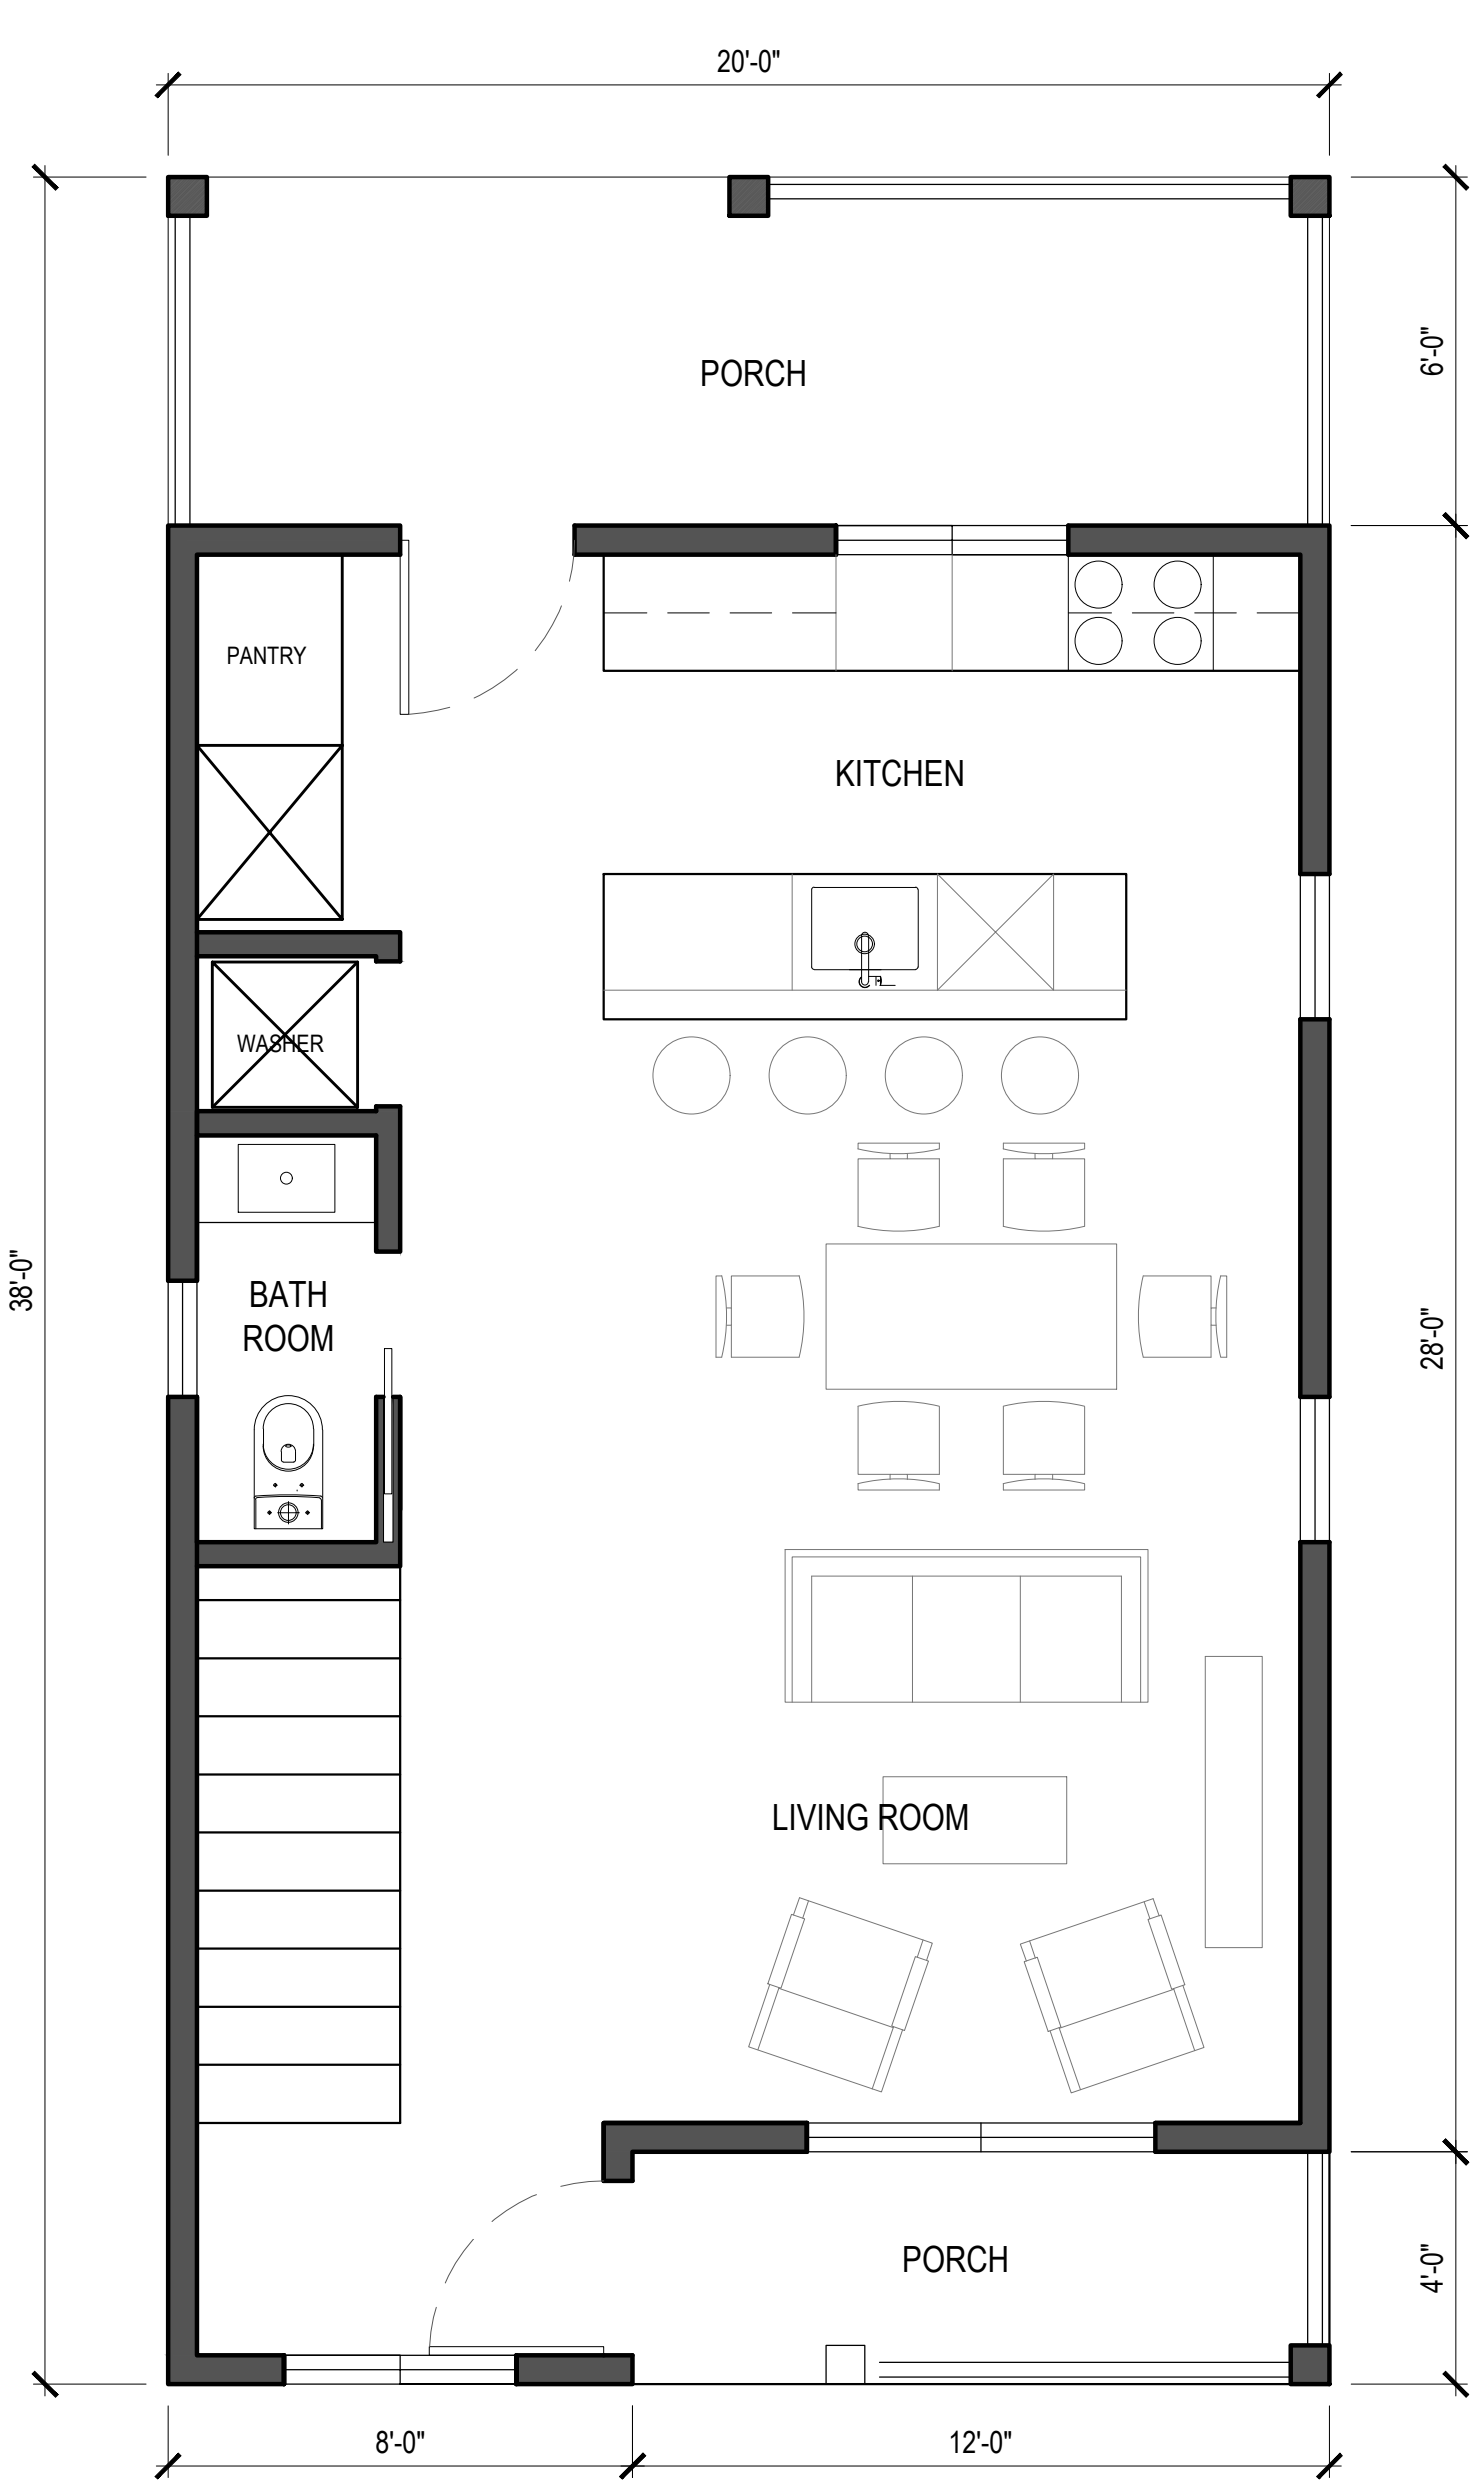 20'-0"
6'-0"
PORCH
PANTRY
KITCHEN
WASHER
38'-0"
BATH
ROOM
28'-0"
LIVING ROOM
PORCH
4'-0"
8'-0"
12'-0"